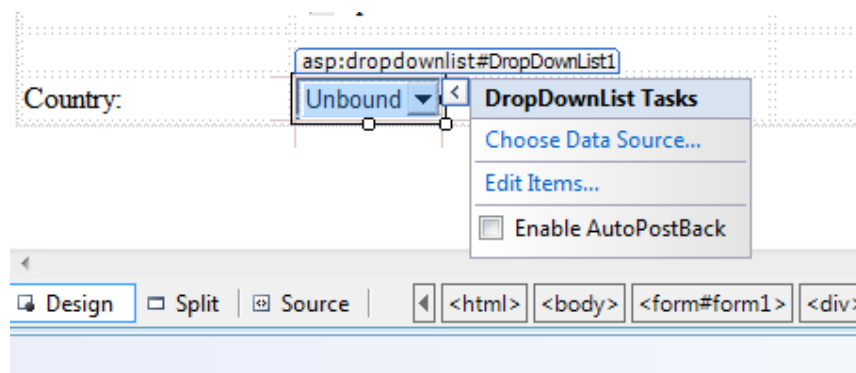 asp:dropdownlist#DropDownList1
Country:
Unbound
DropDownList Tasks
Choose Data Source...
Edit Items...
Enable AutoPostBack
Design Split Source <html> <body> <form#form1> <div>